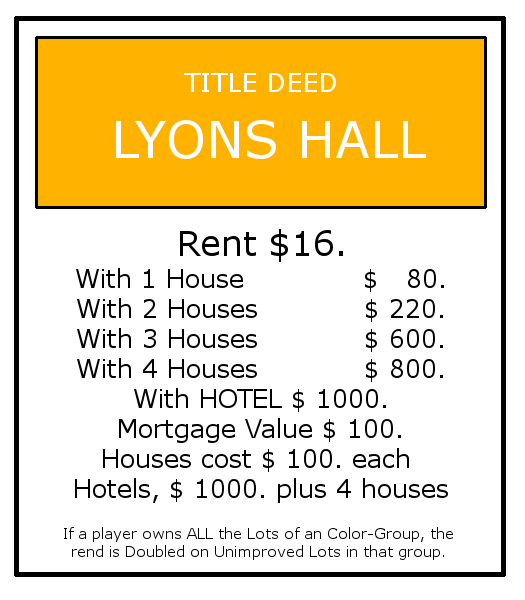 TITLE DEED
LYONS HALL
Rent $16.
With 1 House $ 80.
With 2 Houses $ 220.
With 3 Houses $ 600.
With 4 Houses $ 800.
With HOTEL $ 1000.
Mortgage Value $ 100.
Houses cost $ 100. each
Hotels, $ 1000. plus 4 houses
If a player owns ALL the Lots of an Color-Group, the
rend is Doubled on Unimproved Lots in that group.